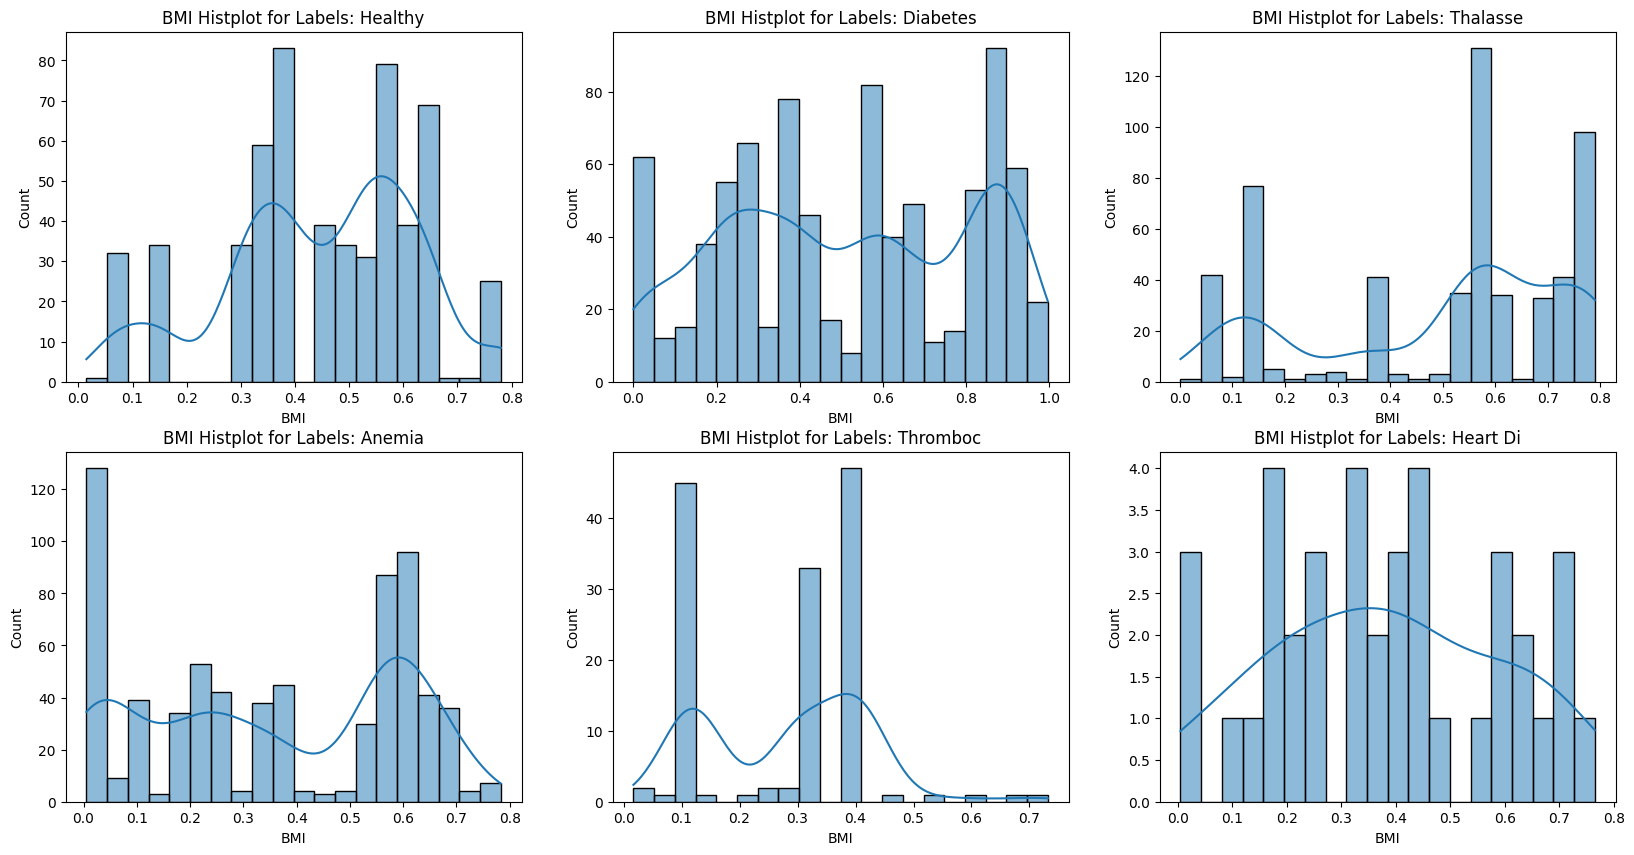 BMI Histplot for Labels: Healthy
Count
80
70
60
50
40
30
20
10
0
0.0 0.1 0.2 0.3 0.4 0.5 0.6 0.7 0.8
BMI
BMI Histplot for Labels: Diabetes
Count
80
60
40
20
0
0.0 0.2 0.4 0.6 0.8 1.0
BMI
BMI Histplot for Labels: Thalasse
Count
120
100
80
60
40
20
0
0.0 0.1 0.2 0.3 0.4 0.5 0.6 0.7 0.8
BMI
BMI Histplot for Labels: Anemia
Count
120
100
80
60
40
20
0
0.0 0.1 0.2 0.3 0.4 0.5 0.6 0.7 0.8
BMI
BMI Histplot for Labels: Thromboc
Count
40
30
20
10
0
0.0 0.1 0.2 0.3 0.4 0.5 0.6 0.7
BMI
BMI Histplot for Labels: Heart Di
Count
4.0
3.5
3.0
2.5
2.0
1.5
1.0
0.5
0.0
0.0 0.1 0.2 0.3 0.4 0.5 0.6 0.7 0.8
BMI